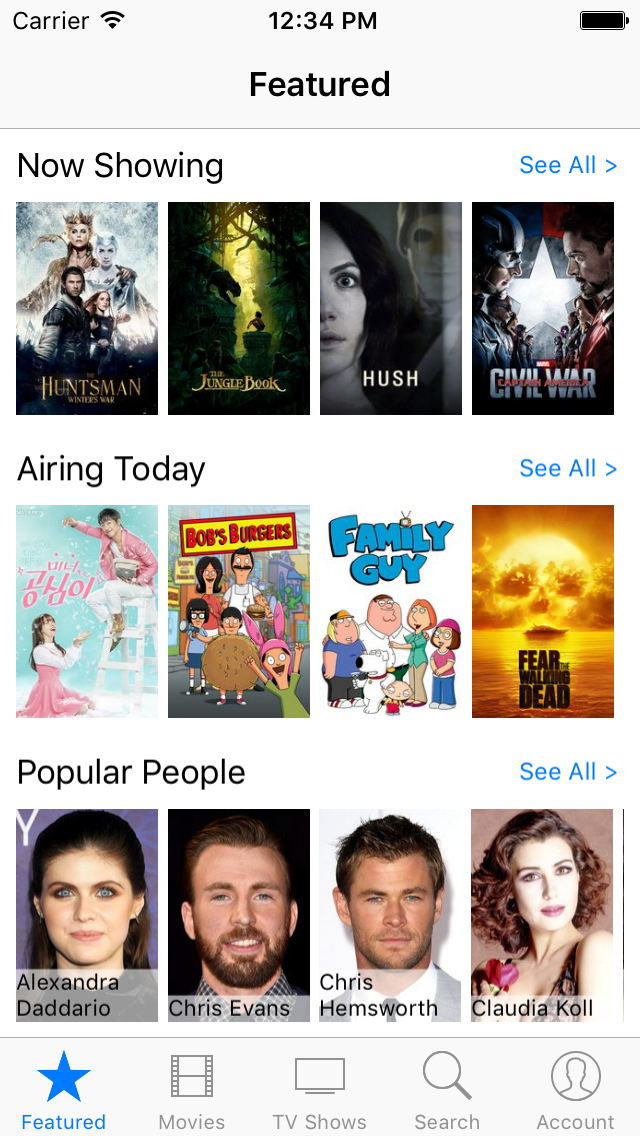 Carrier
12:34 PM
Featured
Now Showing
See All >
THE
HUNTSMAN
WINTER'S WAR
THE
JUNGLE BOOK
HUSH
MARVEL
CAPTAIN AMERICA
CIVIL WAR
Airing Today
See All >
미녀
공심이
BOB'S BURGERS
FAMILY
GUY
FEAR THE
WALKING
DEAD
Popular People
See All >
Y
Alexandra
Daddario
Chris Evans
Chris
Hemsworth
Claudia Koll
Featured
Movies
TV Shows
Search
Account